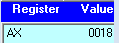 Register Value
AX 0018